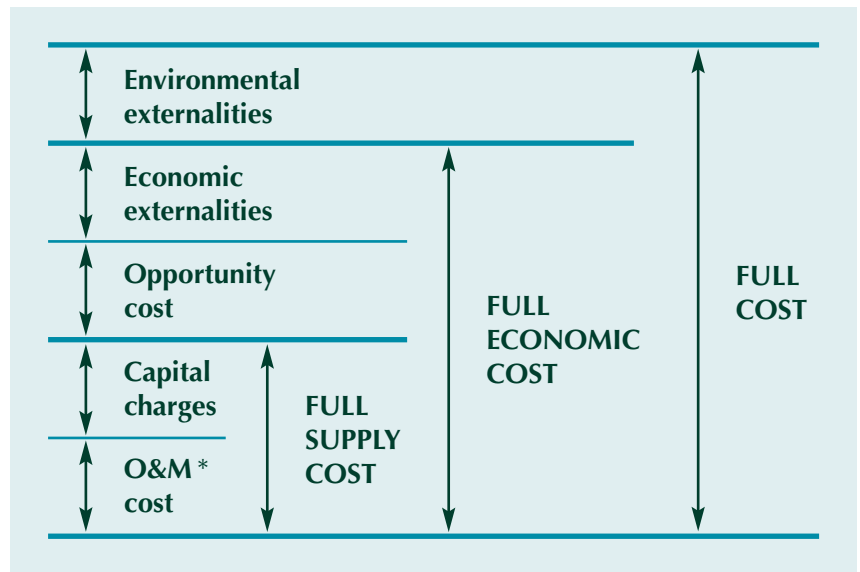 Environmental
externalities
Economic
externalities
Opportunity
cost
Capital
charges
O&M *
cost
FULL
SUPPLY
COST
FULL
ECONOMIC
COST
FULL
COST